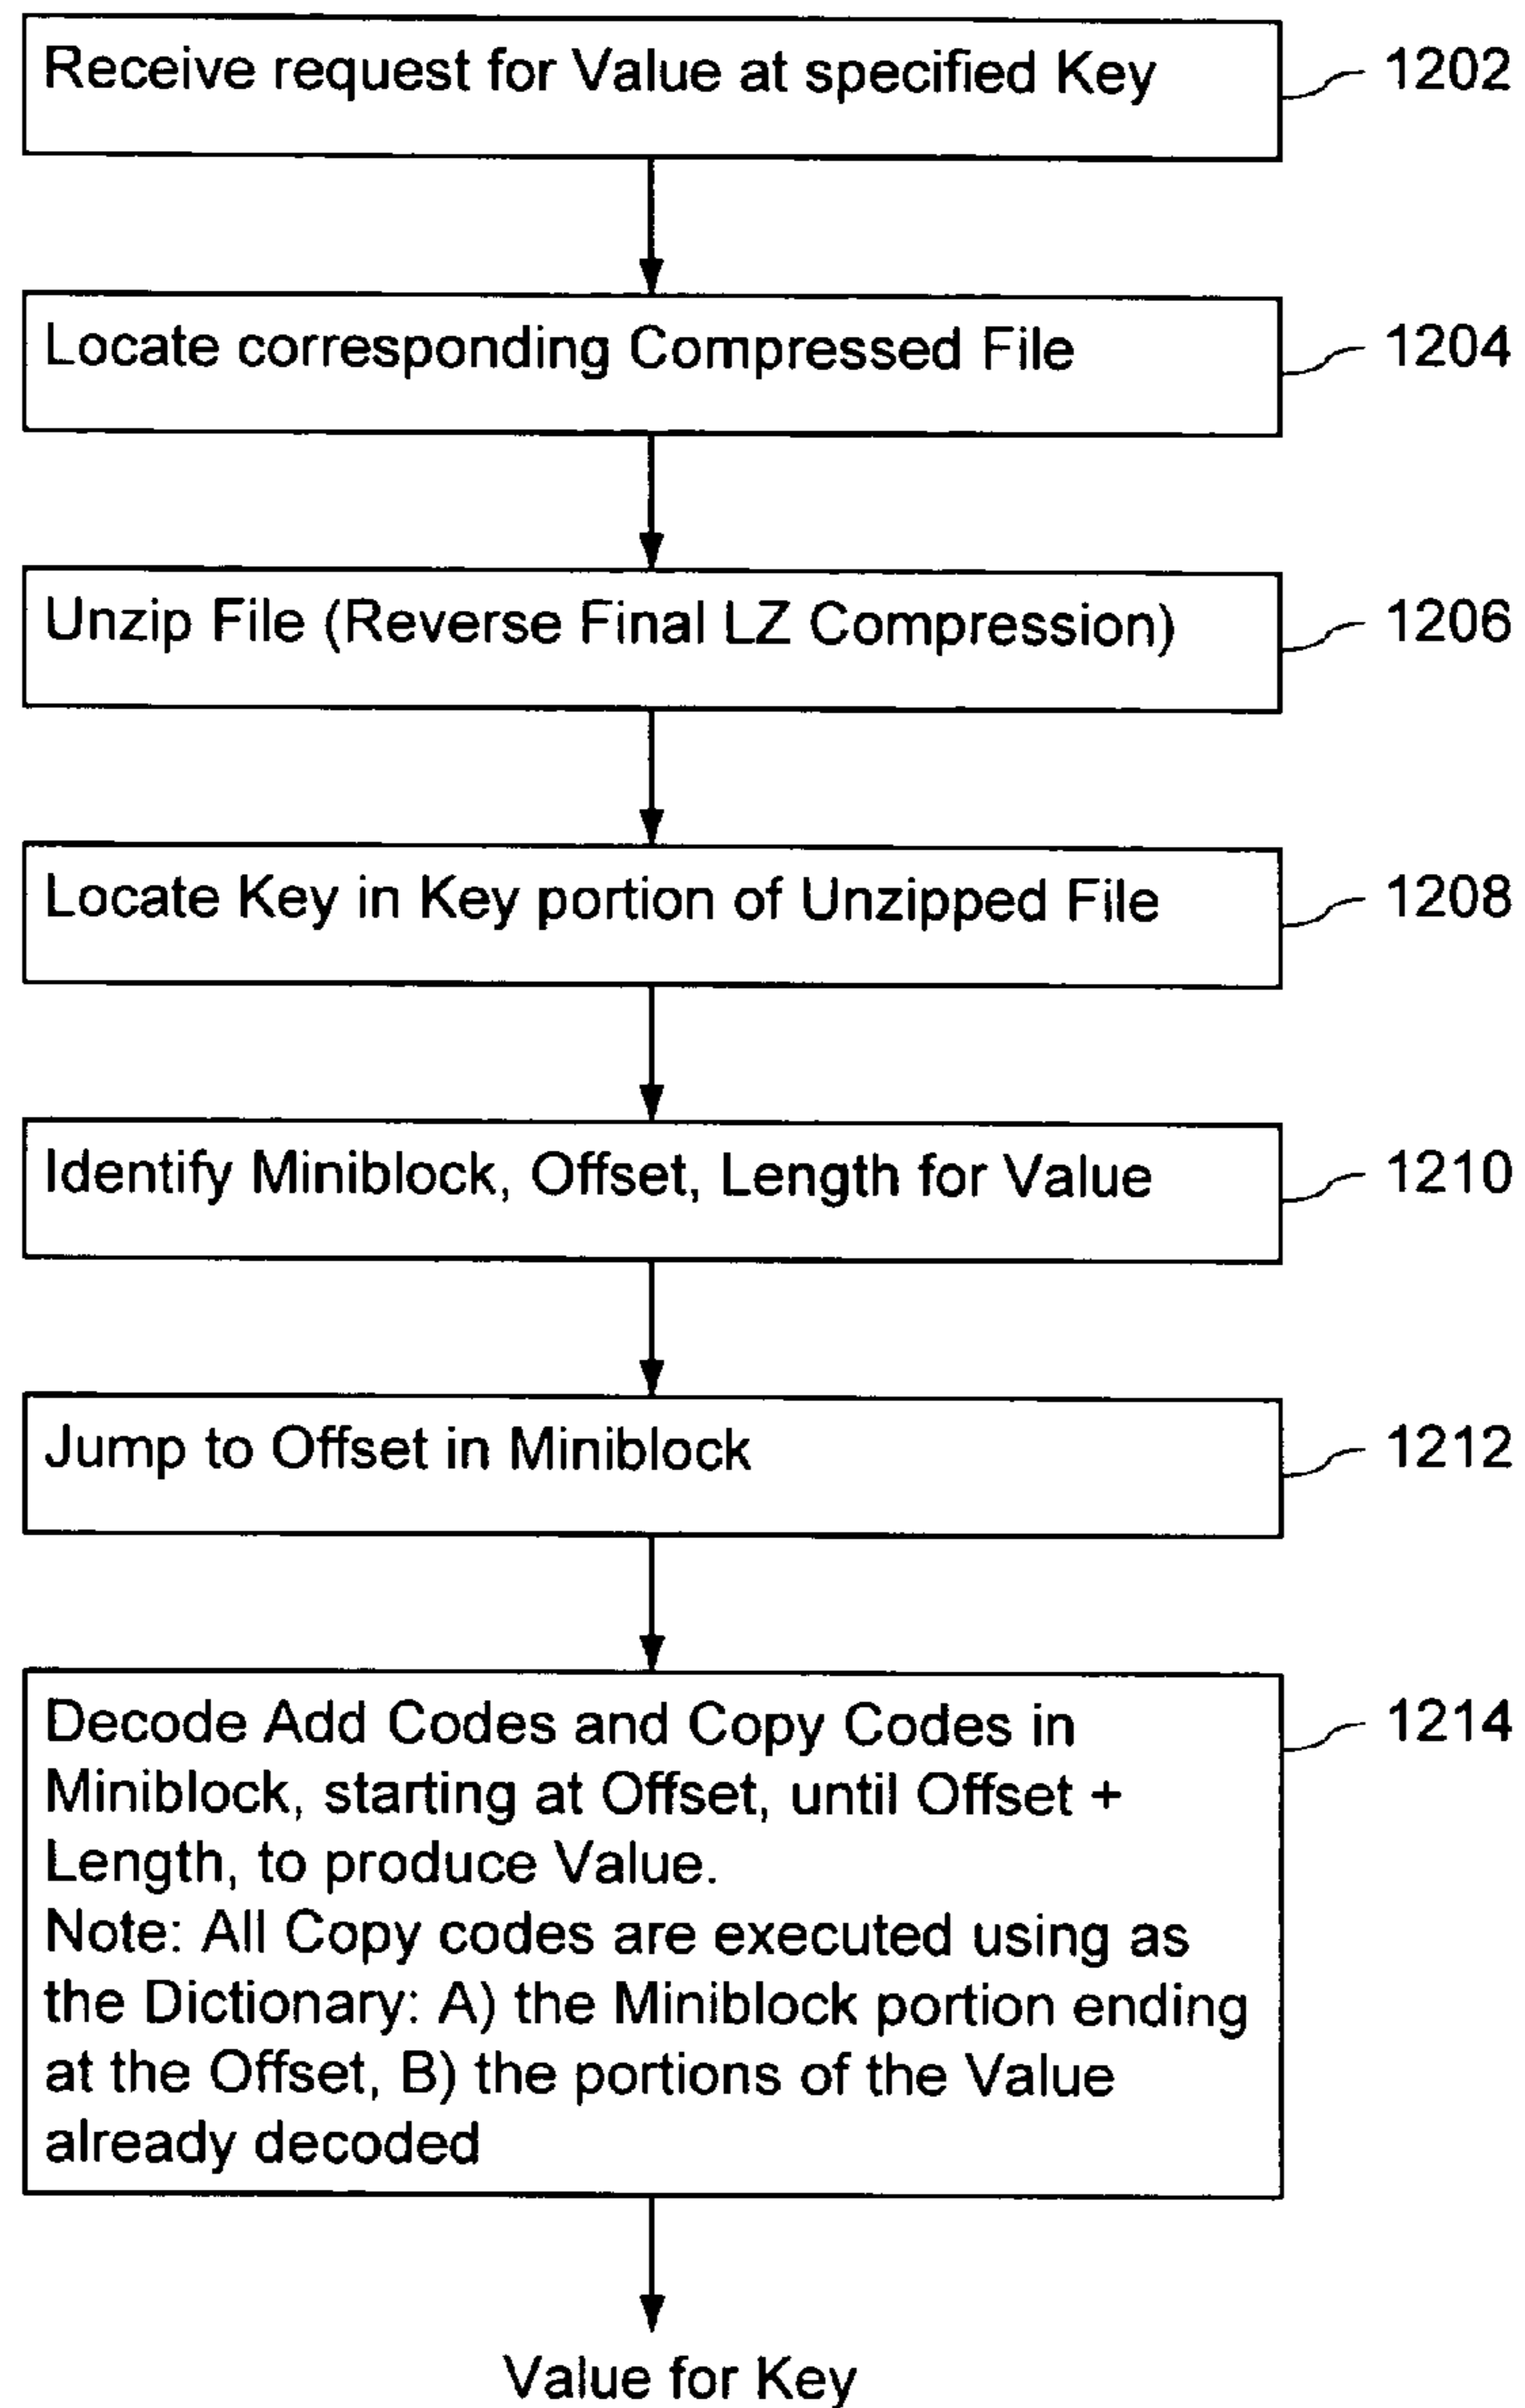 Receive request for Value at specified Key
1202
Locate corresponding Compressed File
1204
Unzip File (Reverse Final LZ Compression)
1206
Locate Key in Key portion of Unzipped File
1208
Identify Miniblock, Offset, Length for Value
1210
Jump to Offset in Miniblock
1212
Decode Add Codes and Copy Codes in
1214
Miniblock, starting at Offset, until Offset +
Length, to produce Value.
Note: All Copy codes are executed using as
the Dictionary: A) the Miniblock portion ending
at the Offset, B) the portions of the Value
already decoded
Value for Key